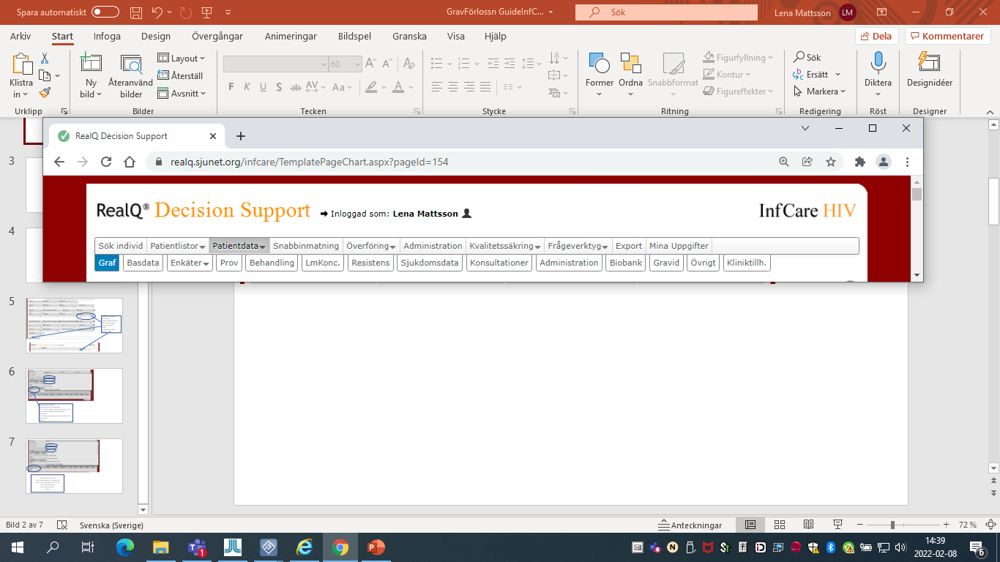 Spara automatiskt
GravFörlossn GuideInfC...
Sök
Lena Mattsson
LM
Arkiv Start Infoga Design Övergångar Animeringar Bildspel Granska Visa Hjälp
Dela
Kommentarer
Klistra in
Ny bild
Återanvänd bilder
Layout
Återställ
Avsnitt
60
F K U S ab AV Aa
A
Former
Ordna
Snabbformat
Figurfyllning
Kontur
Figureffekter
Sök
Ersätt
Markera
Diktera
Designidéer
Urklipp Bilder Tecken Stycke Ritning Redigering Röst Designer
RealQ Decision Support
realq.sjunet.org/infcare/TemplatePageChart.aspx?pageId=154
RealQ® Decision Support
Inloggad som: Lena Mattsson
InfCare HIV
Sök individ Patientlistor Patientdata Snabbinmatning Överföring Administration Kvalitetssäkring Frågeverktyg Export Mina Uppgifter
Graf Basdata Enkäter Prov Behandling LmKonc. Resistens Sjukdomsdata Konsultationer Administration Biobank Gravid Övrigt Kliniktillh.
3
4
5
6
7
Bild 2 av 7
Svenska (Sverige)
Anteckningar
72 %
14:39
2022-02-08
6